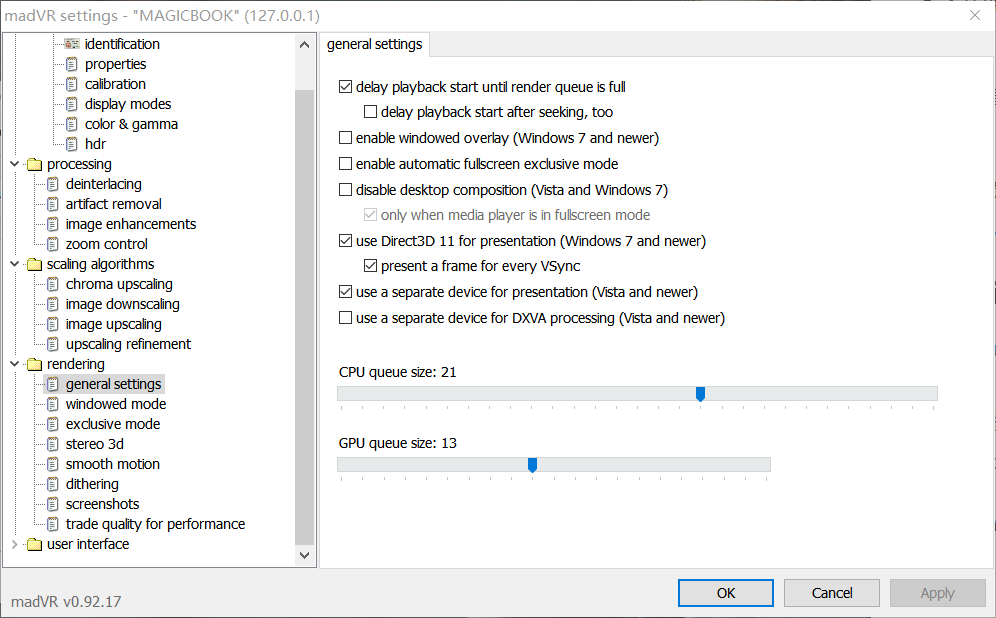 madVR settings - "MAGICBOOK" (127.0.0.1)
identification
properties
calibration
display modes
color & gamma
hdr
processing
deinterlacing
artifact removal
image enhancements
zoom control
scaling algorithms
chroma upscaling
image downscaling
image upscaling
upscaling refinement
rendering
general settings
windowed mode
exclusive mode
stereo 3d
smooth motion
dithering
screenshots
trade quality for performance
user interface
general settings
delay playback start until render queue is full
delay playback start after seeking, too
enable windowed overlay (Windows 7 and newer)
enable automatic fullscreen exclusive mode
disable desktop composition (Vista and Windows 7)
only when media player is in fullscreen mode
use Direct3D 11 for presentation (Windows 7 and newer)
present a frame for every VSync
use a separate device for presentation (Vista and newer)
use a separate device for DXVA processing (Vista and newer)
CPU queue size: 21
GPU queue size: 13
madVR v0.92.17
OK
Cancel
Apply